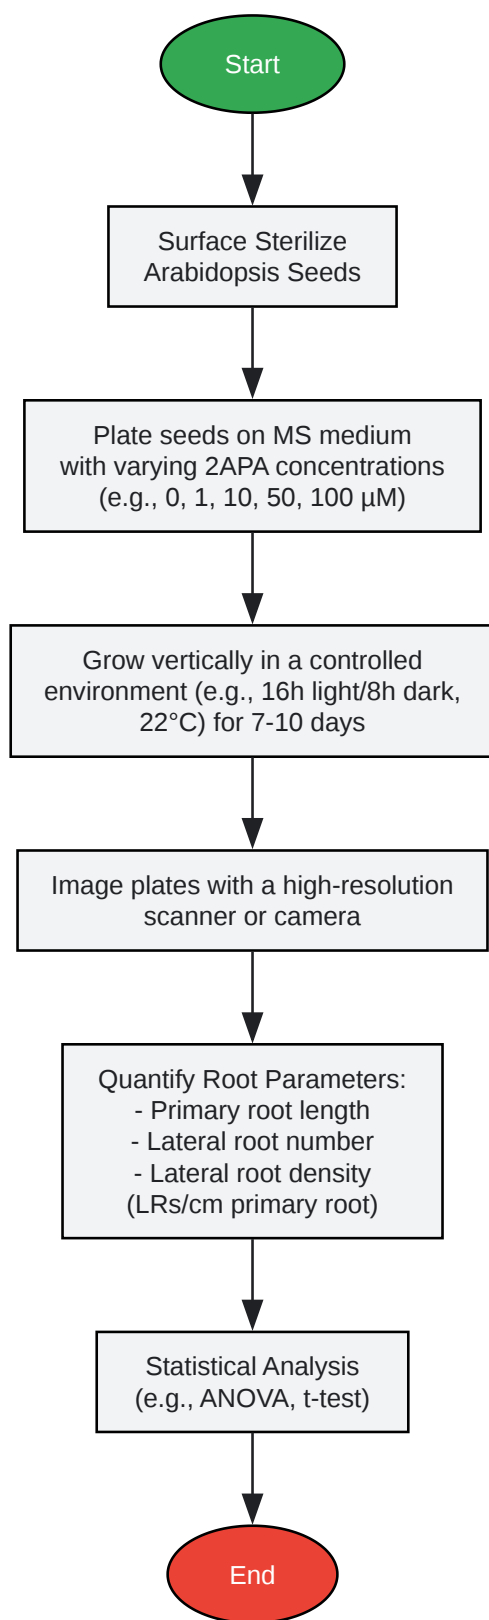 Start
Surface Sterilize
Arabidopsis Seeds
Plate seeds on MS medium
with varying 2APA concentrations
(e.g., 0, 1, 10, 50, 100 µM)
Grow vertically in a controlled
environment (e.g., 16h light/8h dark,
22°C) for 7-10 days
Image plates with a high-resolution
scanner or camera
Quantify Root Parameters:
- Primary root length
- Lateral root number
- Lateral root density
(LRs/cm primary root)
Statistical Analysis
(e.g., ANOVA, t-test)
End